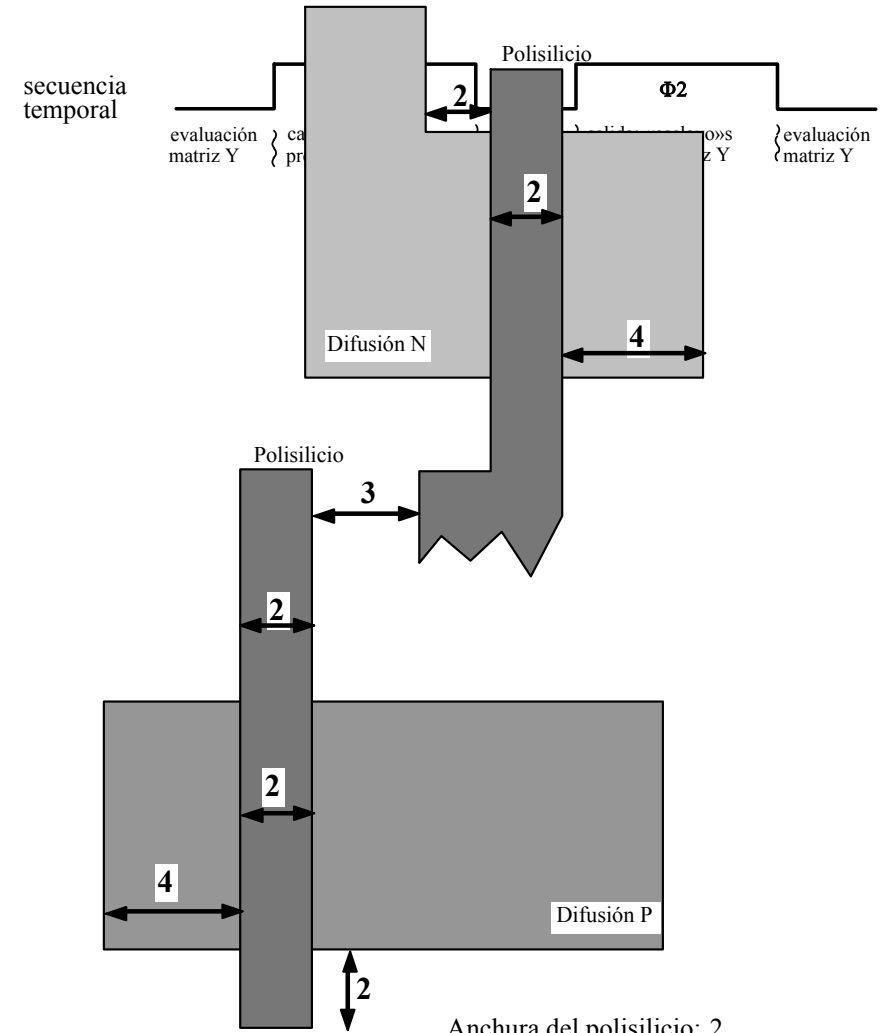 Polisilicio
secuencia
temporal
2
Φ2
evaluación
matriz Y
evaluación
matriz Y
z Y
2
Difusión N
4
Polisilicio
3
2
2
4
Difusión P
2
Anchura del polisilicio: 2